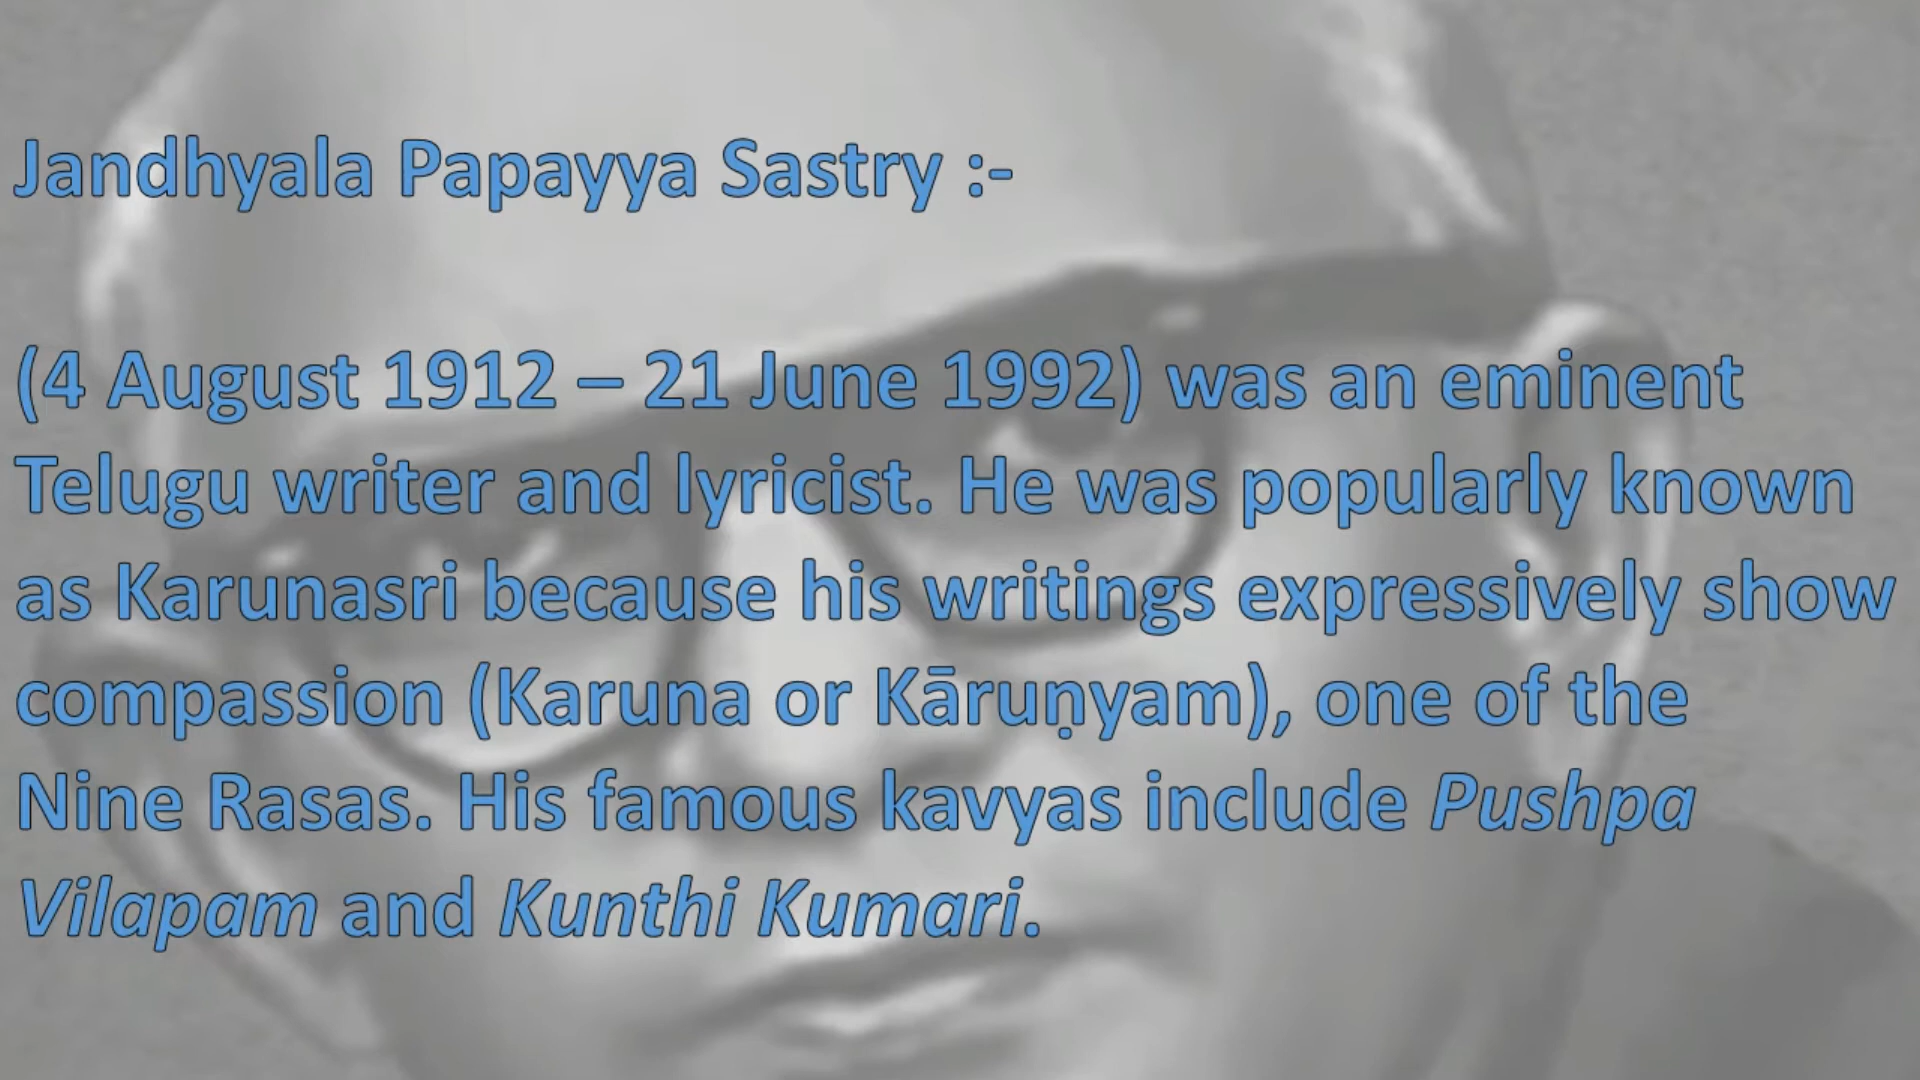 Jandhyala Papayya Sastry :-
(4 August 1912 – 21 June 1992) was an eminent
Telugu writer and lyricist. He was popularly known
as Karunasri because his writings expressively show
compassion (Karuna or Kāruṇyam), one of the
Nine Rasas. His famous kavyas include Pushpa
Vilapam and Kunthi Kumari.